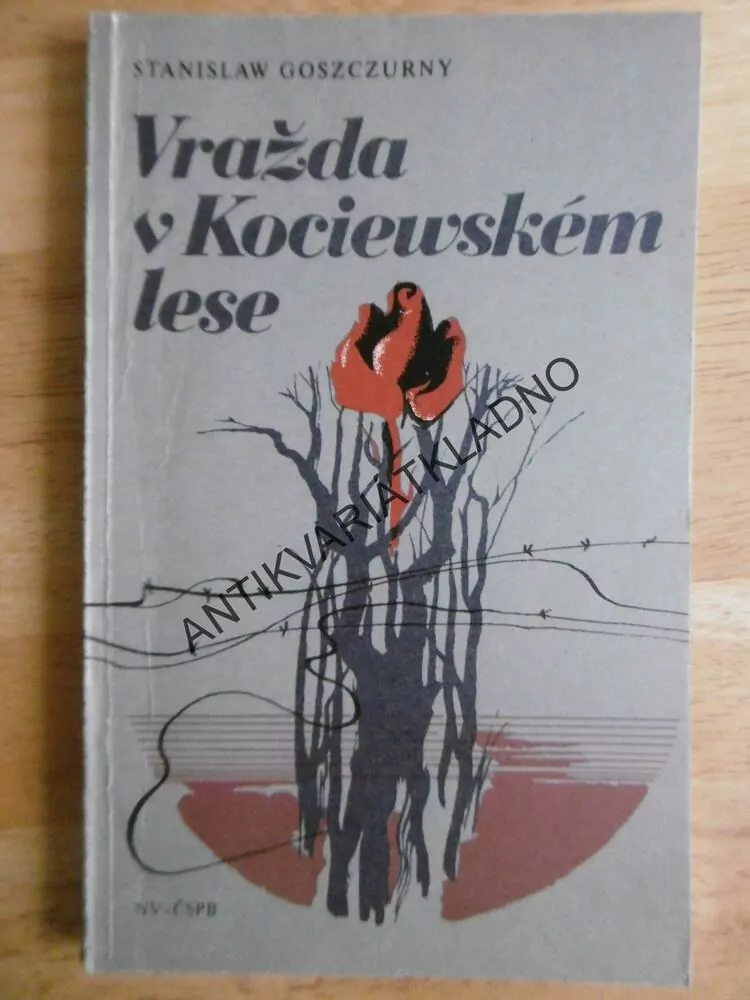 STANISLAW GOSZCZURNY
Vražda
v Kociewském
lese
ANTIKVARIÁTKLADNO
NV-ČSPB